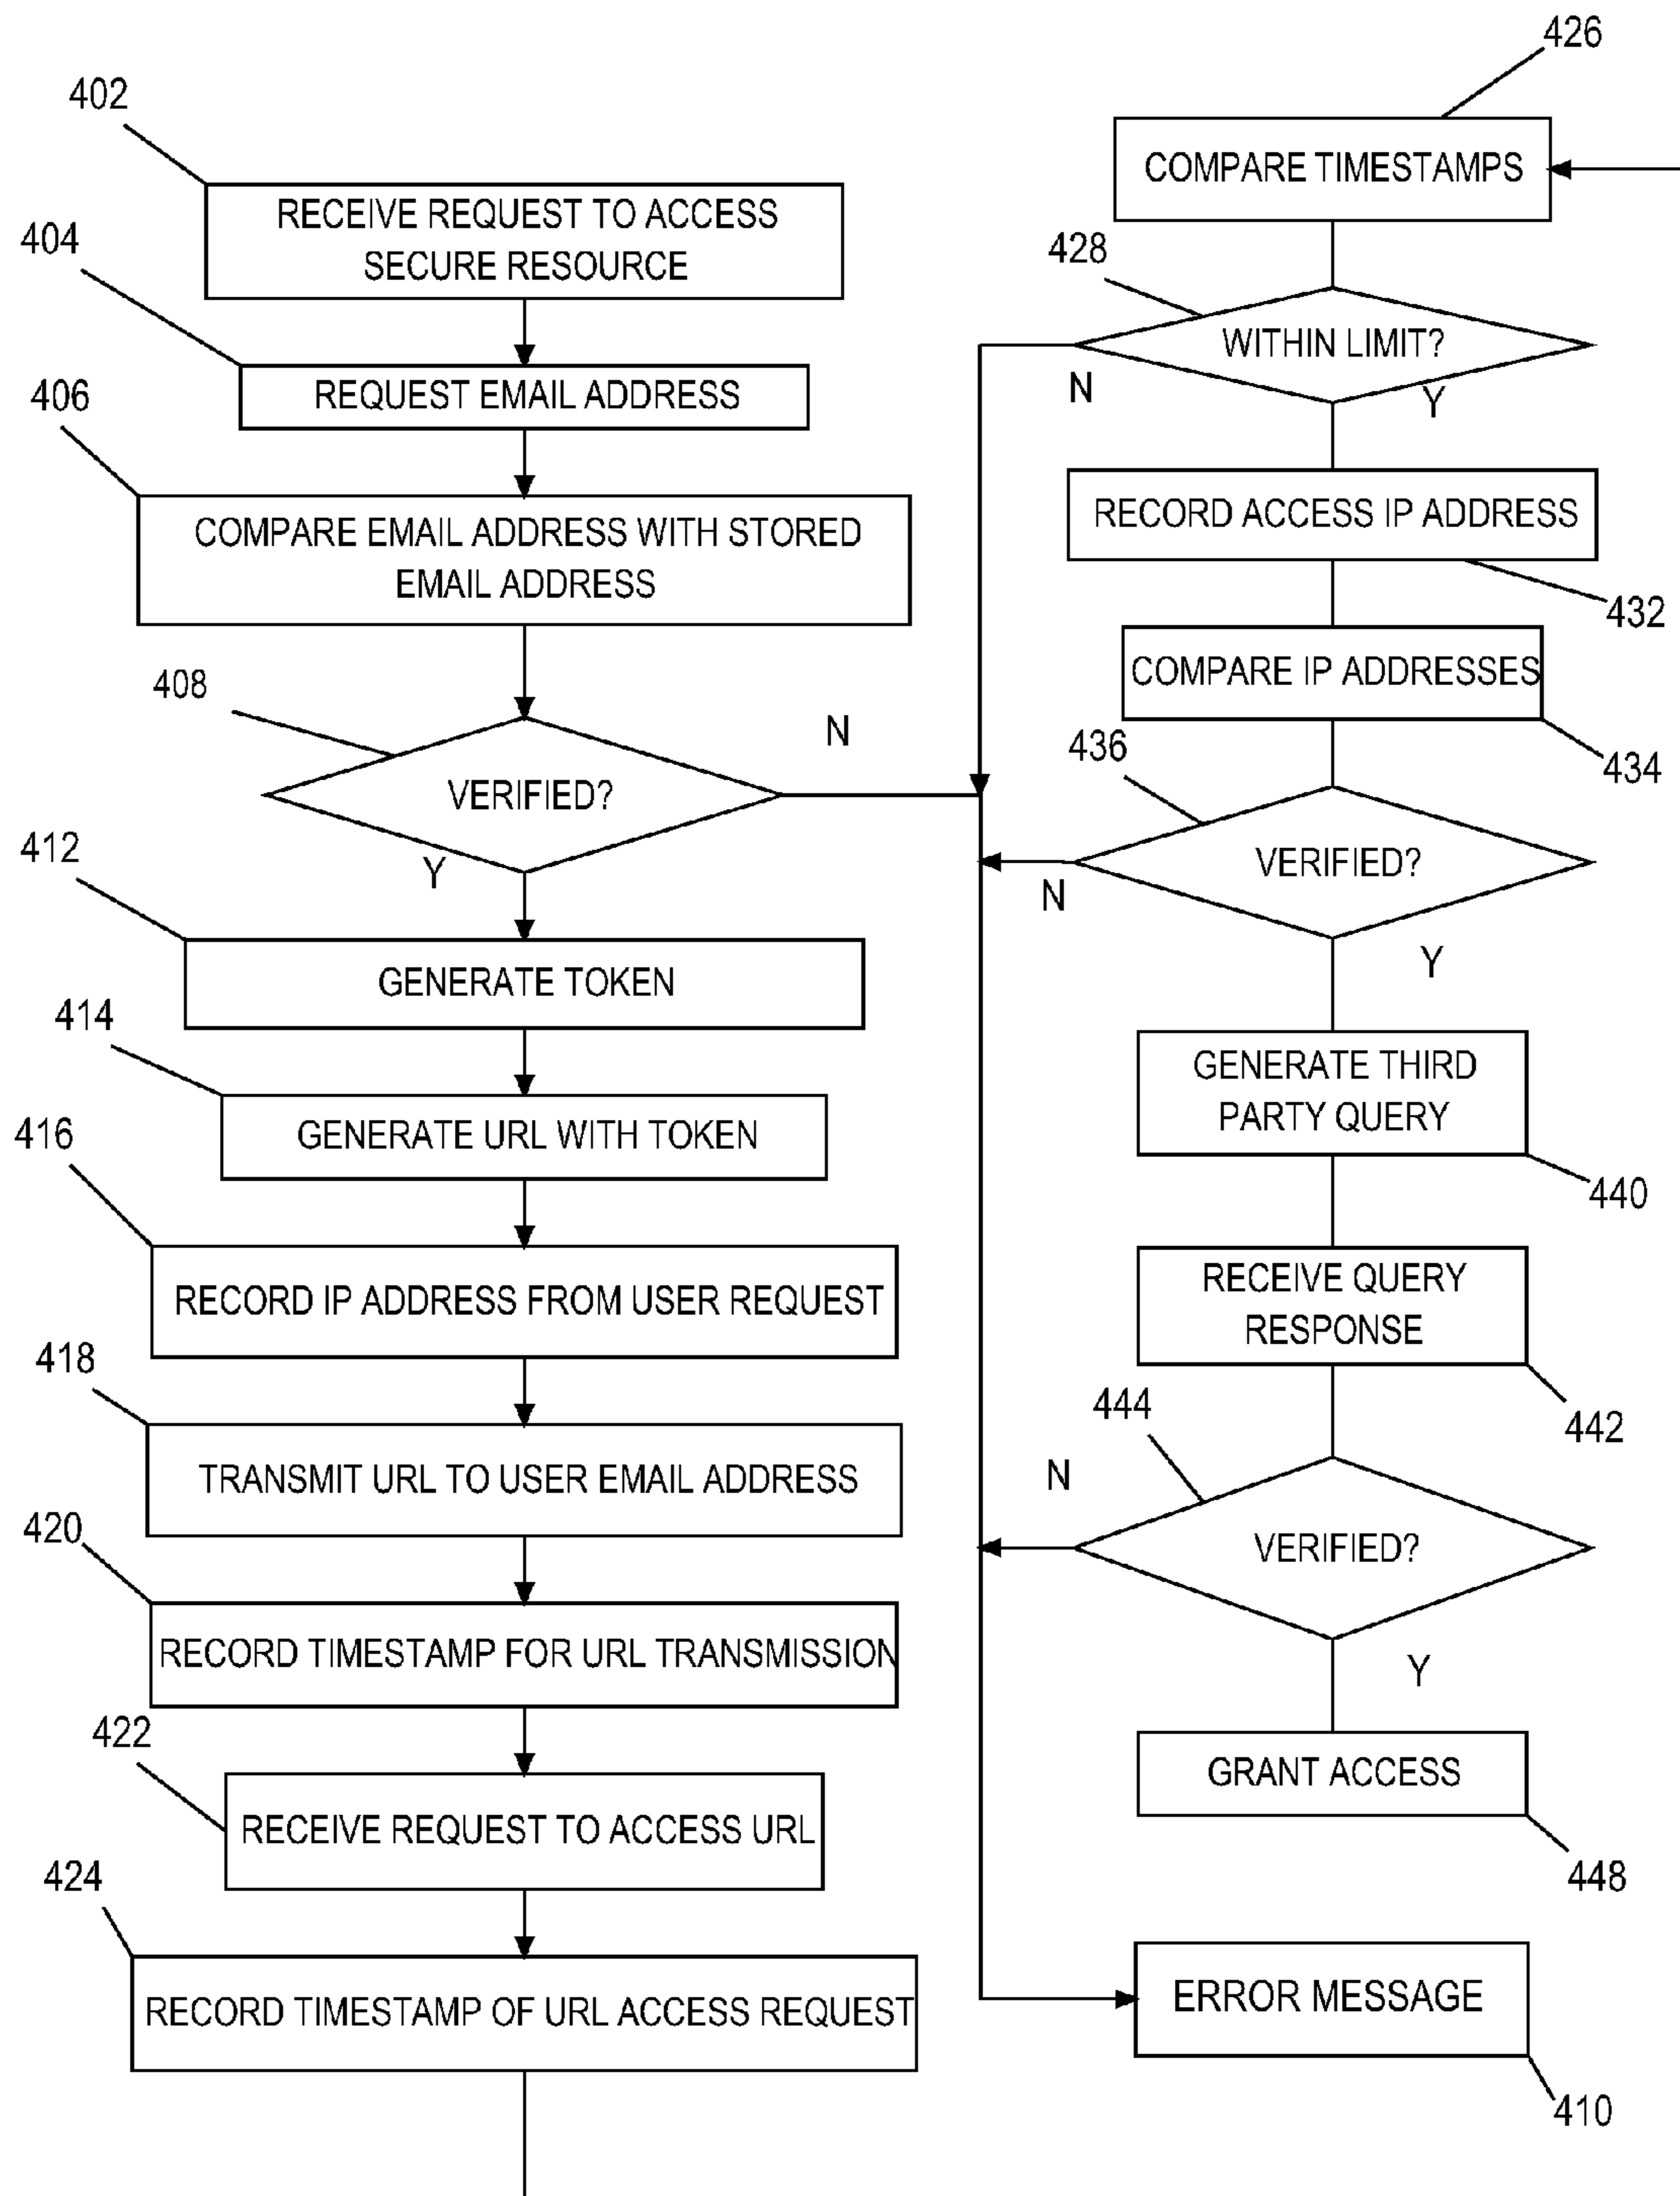 402
RECEIVE REQUEST TO ACCESS
SECURE RESOURCE
404
REQUEST EMAIL ADDRESS
406
COMPARE EMAIL ADDRESS WITH STORED
EMAIL ADDRESS
408
VERIFIED?
N
Y
412
GENERATE TOKEN
414
GENERATE URL WITH TOKEN
416
RECORD IP ADDRESS FROM USER REQUEST
418
TRANSMIT URL TO USER EMAIL ADDRESS
420
RECORD TIMESTAMP FOR URL TRANSMISSION
422
RECEIVE REQUEST TO ACCESS URL
424
RECORD TIMESTAMP OF URL ACCESS REQUEST
426
COMPARE TIMESTAMPS
428
WITHIN LIMIT?
N
Y
RECORD ACCESS IP ADDRESS
432
COMPARE IP ADDRESSES
434
436
VERIFIED?
N
Y
GENERATE THIRD
PARTY QUERY
440
RECEIVE QUERY
RESPONSE
442
444
N
VERIFIED?
Y
GRANT ACCESS
448
ERROR MESSAGE
410